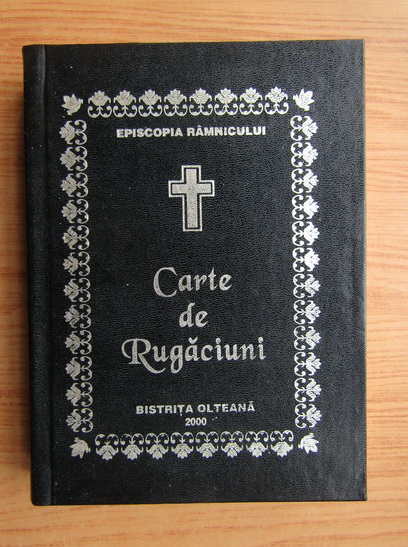 EPISCOPIA RÂMNICULUI
Carte
de
Rugăciuni
BISTRIȚA OLTEANĂ
2000